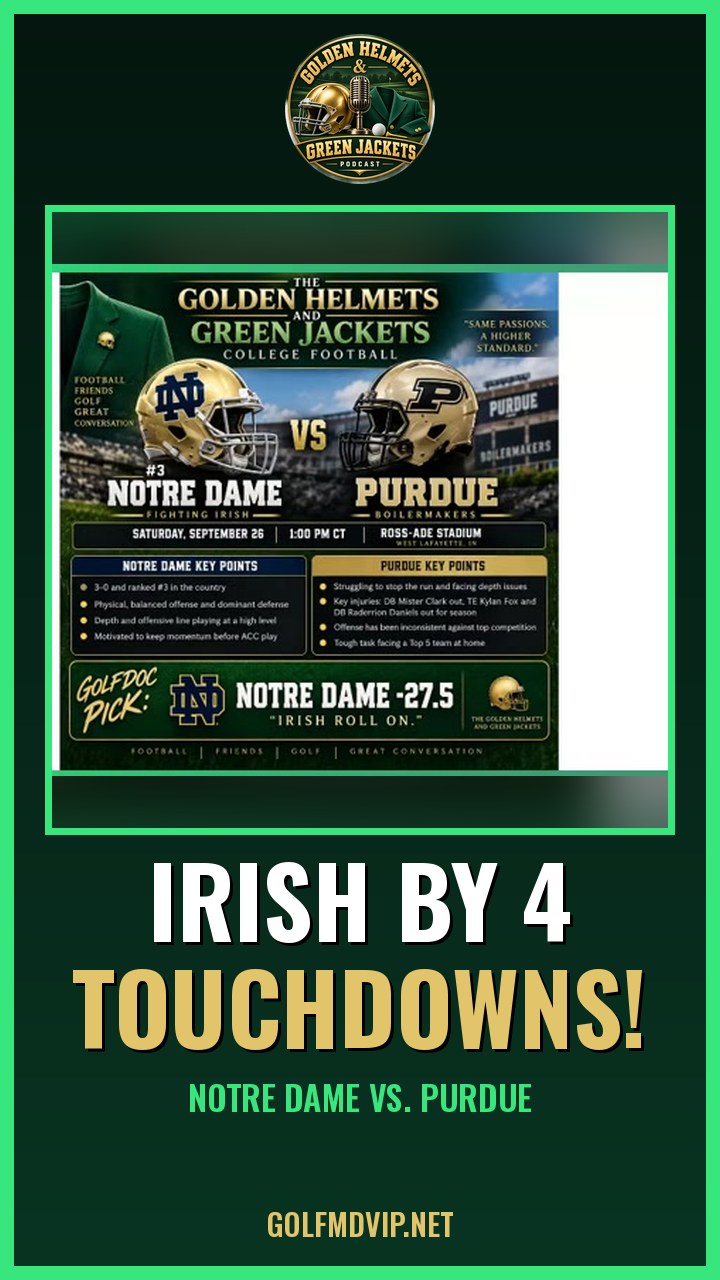 GOLDEN HELMETS
&
GREEN JACKETS
PODCAST
THE
GOLDEN HELMETS
AND
GREEN JACKETS
COLLEGE FOOTBALL
"SAME PASSIONS.
A HIGHER
STANDARD."
FOOTBALL
FRIENDS
GOLF
GREAT
CONVERSATION
ND
VS
P
PURDUE
BOILERMAKERS
#3
NOTRE DAME
FIGHTING IRISH
PURDUE
BOILERMAKERS
SATURDAY, SEPTEMBER 26 | 1:00 PM CT | ROSS-ADE STADIUM
WEST LAFAYETTE, IN
NOTRE DAME KEY POINTS
3-0 and ranked #3 in the country
Physical, balanced offense and dominant defense
Depth and offensive line playing at a high level
Motivated to keep momentum before ACC play
PURDUE KEY POINTS
Struggling to stop the run and facing depth issues
Key injuries: DB Mister Clark out, TE Kylan Fox and
DB Raderrion Daniels out for season
Offense has been inconsistent against top competition
Tough task facing a Top 5 team at home
GOLFDOC
PICK:
ND
NOTRE DAME -27.5
"IRISH ROLL ON."
THE GOLDEN HELMETS
AND GREEN JACKETS
FOOTBALL | FRIENDS | GOLF | GREAT CONVERSATION
IRISH BY 4
TOUCHDOWNS!
NOTRE DAME VS. PURDUE
GOLFMDVIP.NET